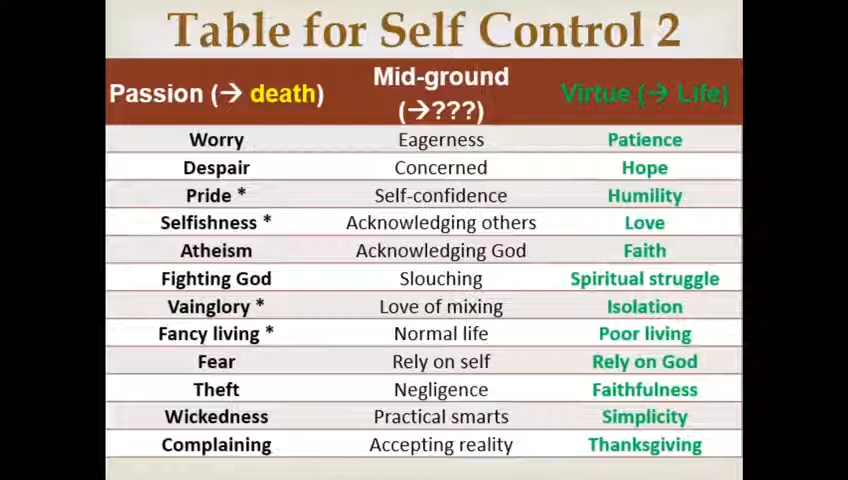 Table for Self Control 2
Passion (→ death) Mid-ground (→???) Virtue (→ Life)
Worry Eagerness Patience
Despair Concerned Hope
Pride * Self-confidence Humility
Selfishness * Acknowledging others Love
Atheism Acknowledging God Faith
Fighting God Slouching Spiritual struggle
Vainglory * Love of mixing Isolation
Fancy living * Normal life Poor living
Fear Rely on self Rely on God
Theft Negligence Faithfulness
Wickedness Practical smarts Simplicity
Complaining Accepting reality Thanksgiving